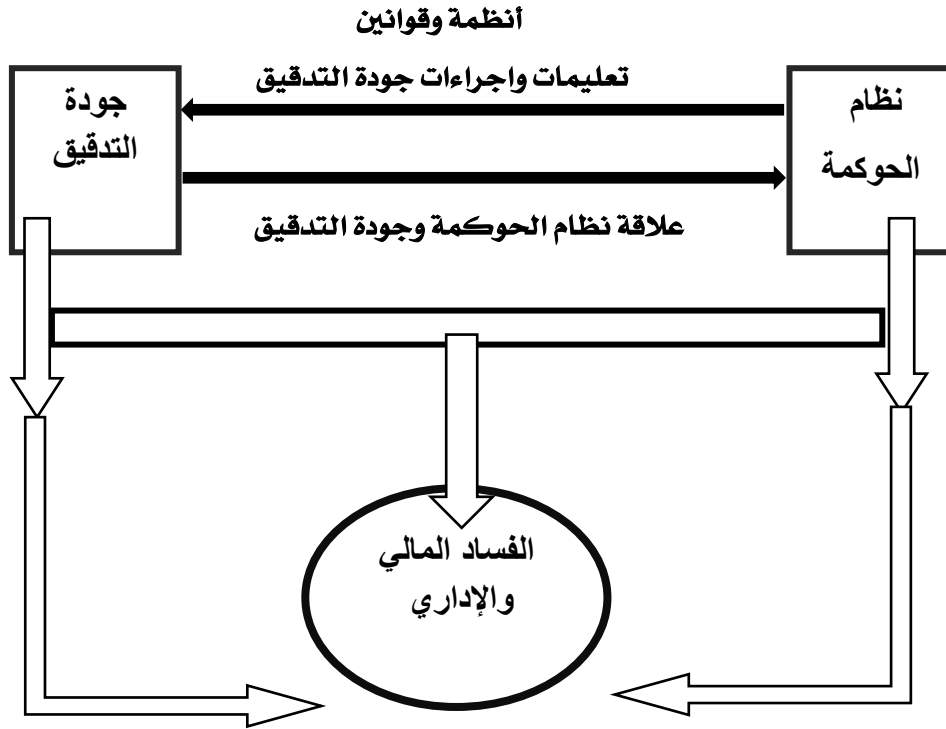 أنظمة وقوانين
تعليمات واجراءات جودة التدقيق
نظام
الحوكمة
جودة
التدقيق
علاقة نظام الحوكمة وجودة التدقيق
الفساد المالي
والإداري